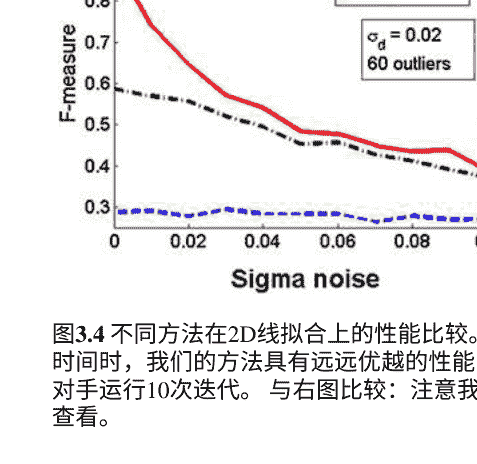 0.8
σd = 0.02
60 outliers
0.7
0.6
0.5
0.4
0.3
F-measure
0 0.02 0.04 0.06 0.08
Sigma noise
图3.4 不同方法在2D线拟合上的性能比较。
时间时，我们的方法具有远远优越的性能
对手运行10次迭代。 与右图比较：注意我
查看。